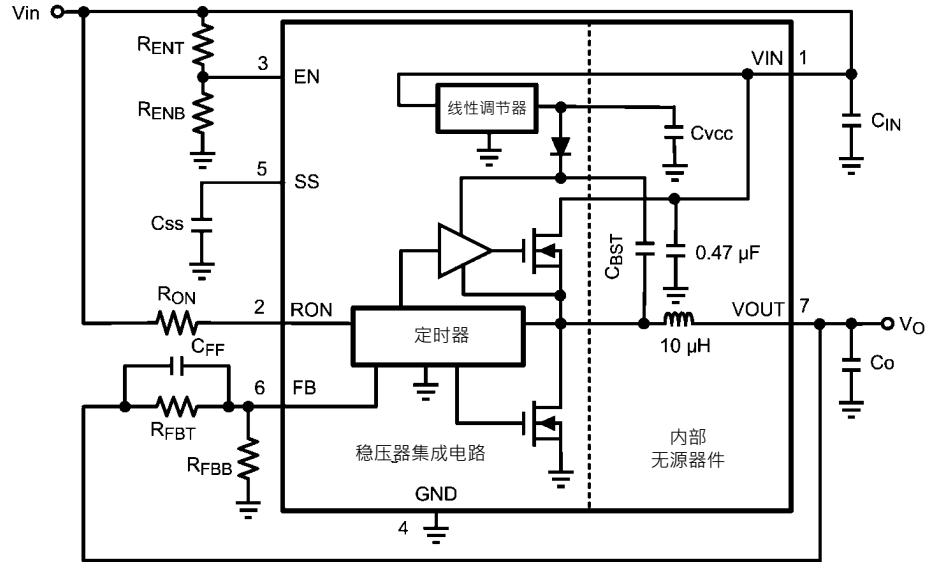 Vin
RENT
3
EN
VIN
1
RENB
线性调节器
Cvcc
CIN
5
SS
Css
CBST
0.47 µF
RON
2
RON
定时器
VOUT
7
VO
10 µH
CFF
Co
6
FB
RFBT
RFBB
稳压器集成电路
内部
无源器件
GND
4